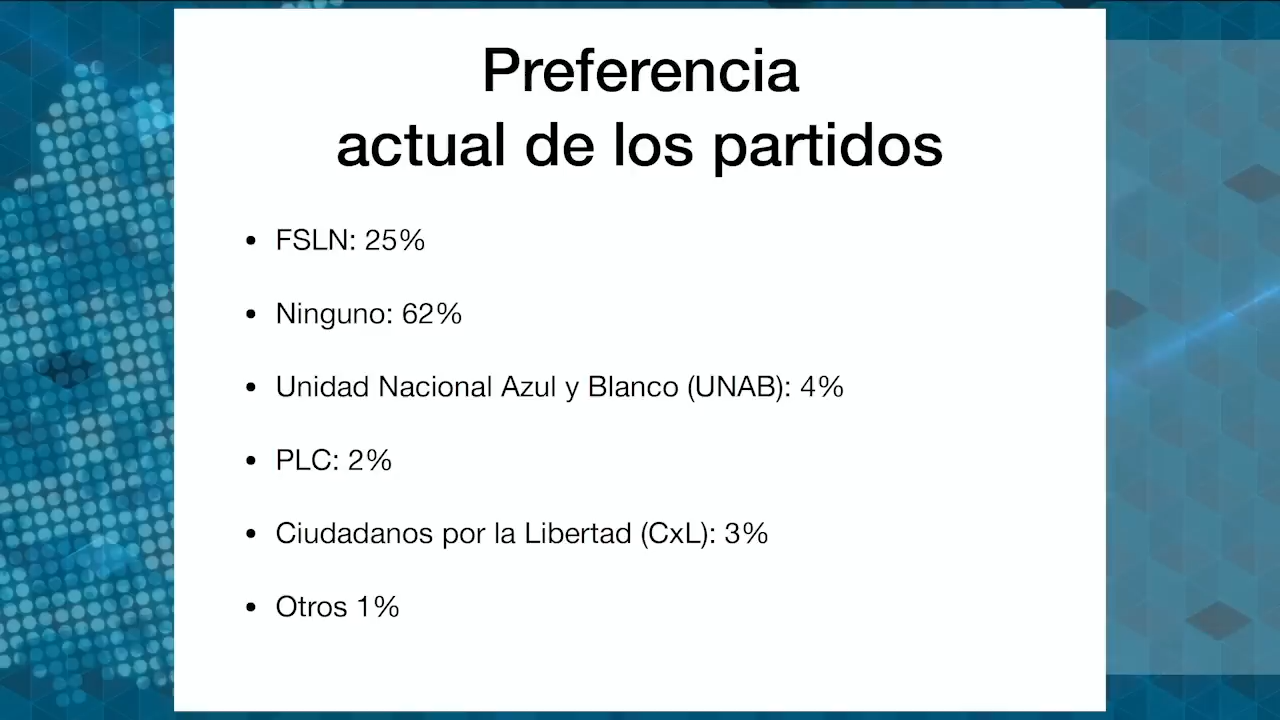 Preferencia
actual de los partidos
• FSLN: 25%
• Ninguno: 62%
• Unidad Nacional Azul y Blanco (UNAB): 4%
• PLC: 2%
• Ciudadanos por la Libertad (CxL): 3%
• Otros 1%